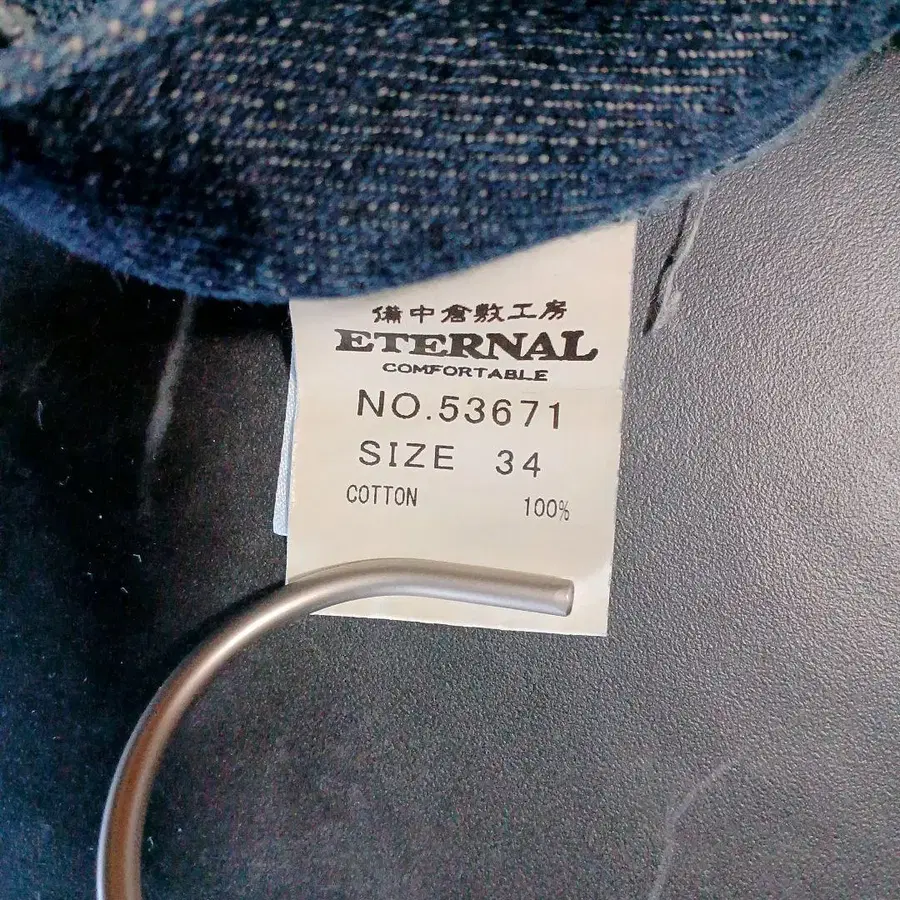 備中倉敷工房
ETERNAL
COMFORTABLE
NO.53671
SIZE 34
COTTON 100%